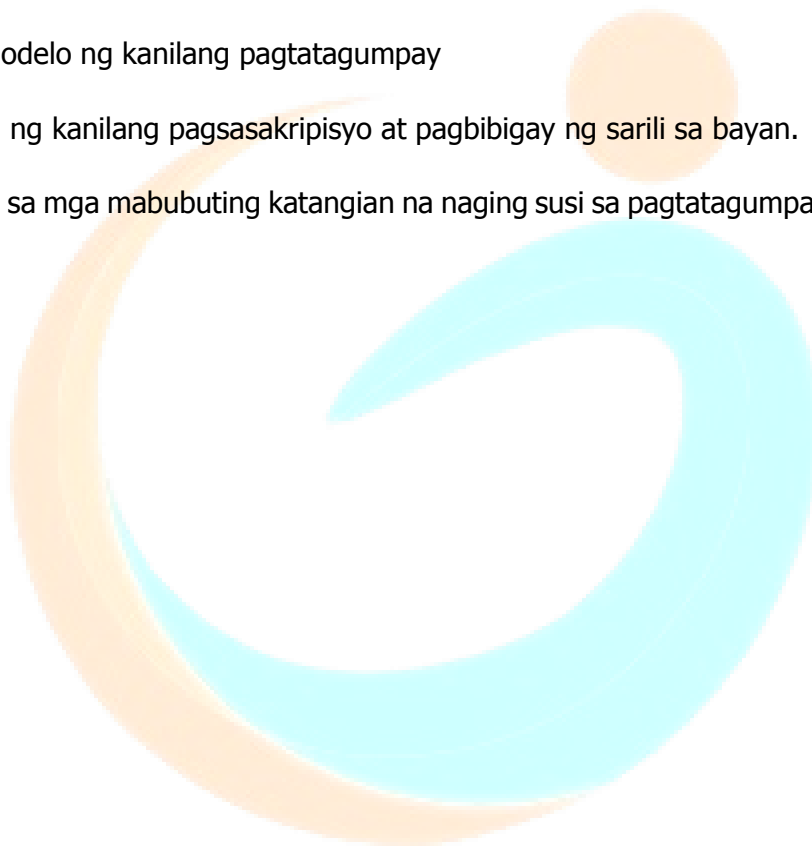 odelo ng kanilang pagtatagumpay
ng kanilang pagsasakripisyo at pagbibigay ng sarili sa bayan.
sa mga mabubuting katangian na naging susi sa pagtatagumpa